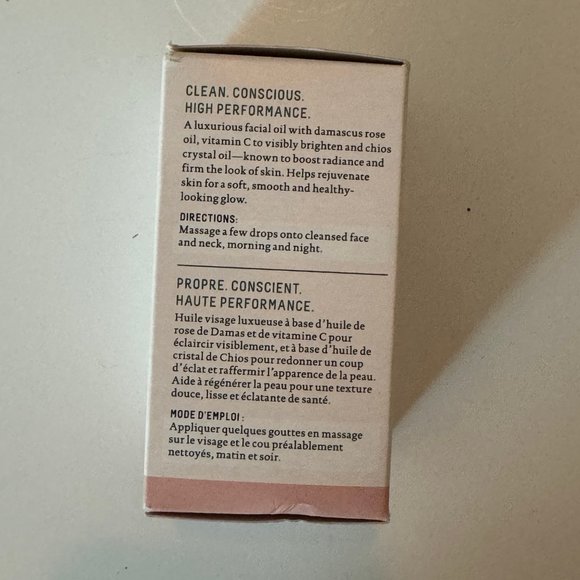 CLEAN. CONSCIOUS.
HIGH PERFORMANCE.
A luxurious facial oil with damascus rose
oil, vitamin C to visibly brighten and chios
crystal oil—known to boost radiance and
firm the look of skin. Helps rejuvenate
skin for a soft, smooth and healthy-
looking glow.
DIRECTIONS:
Massage a few drops onto cleansed face
and neck, morning and night.
PROPRE. CONSCIENT.
HAUTE PERFORMANCE.
Huile visage luxueuse à base d'huile de
rose de Damas et de vitamine C pour
éclaircir visiblement, et à base d'huile de
cristal de Chios pour redonner un coup
d'éclat et raffermir l'apparence de la peau.
Aide à régénérer la peau pour une texture
douce, lisse et éclatante de santé.
MODE D'EMPLOI :
Appliquer quelques gouttes en massage
sur le visage et le cou préalablement
nettoyés, matin et soir.